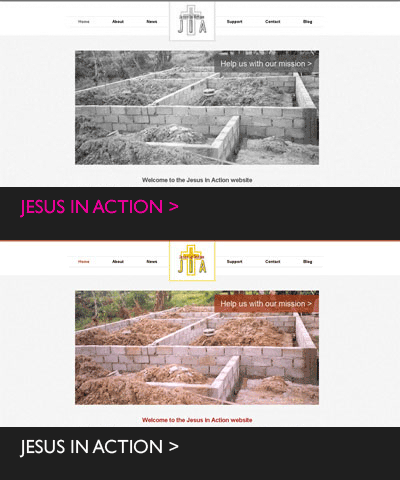 Home About News JIA Support Contact Blog
Help us with our mission >
Welcome to the Jesus in Action website
JESUS IN ACTION >
Home About News JIA Support Contact Blog
Help us with our mission >
Welcome to the Jesus in Action website
JESUS IN ACTION >